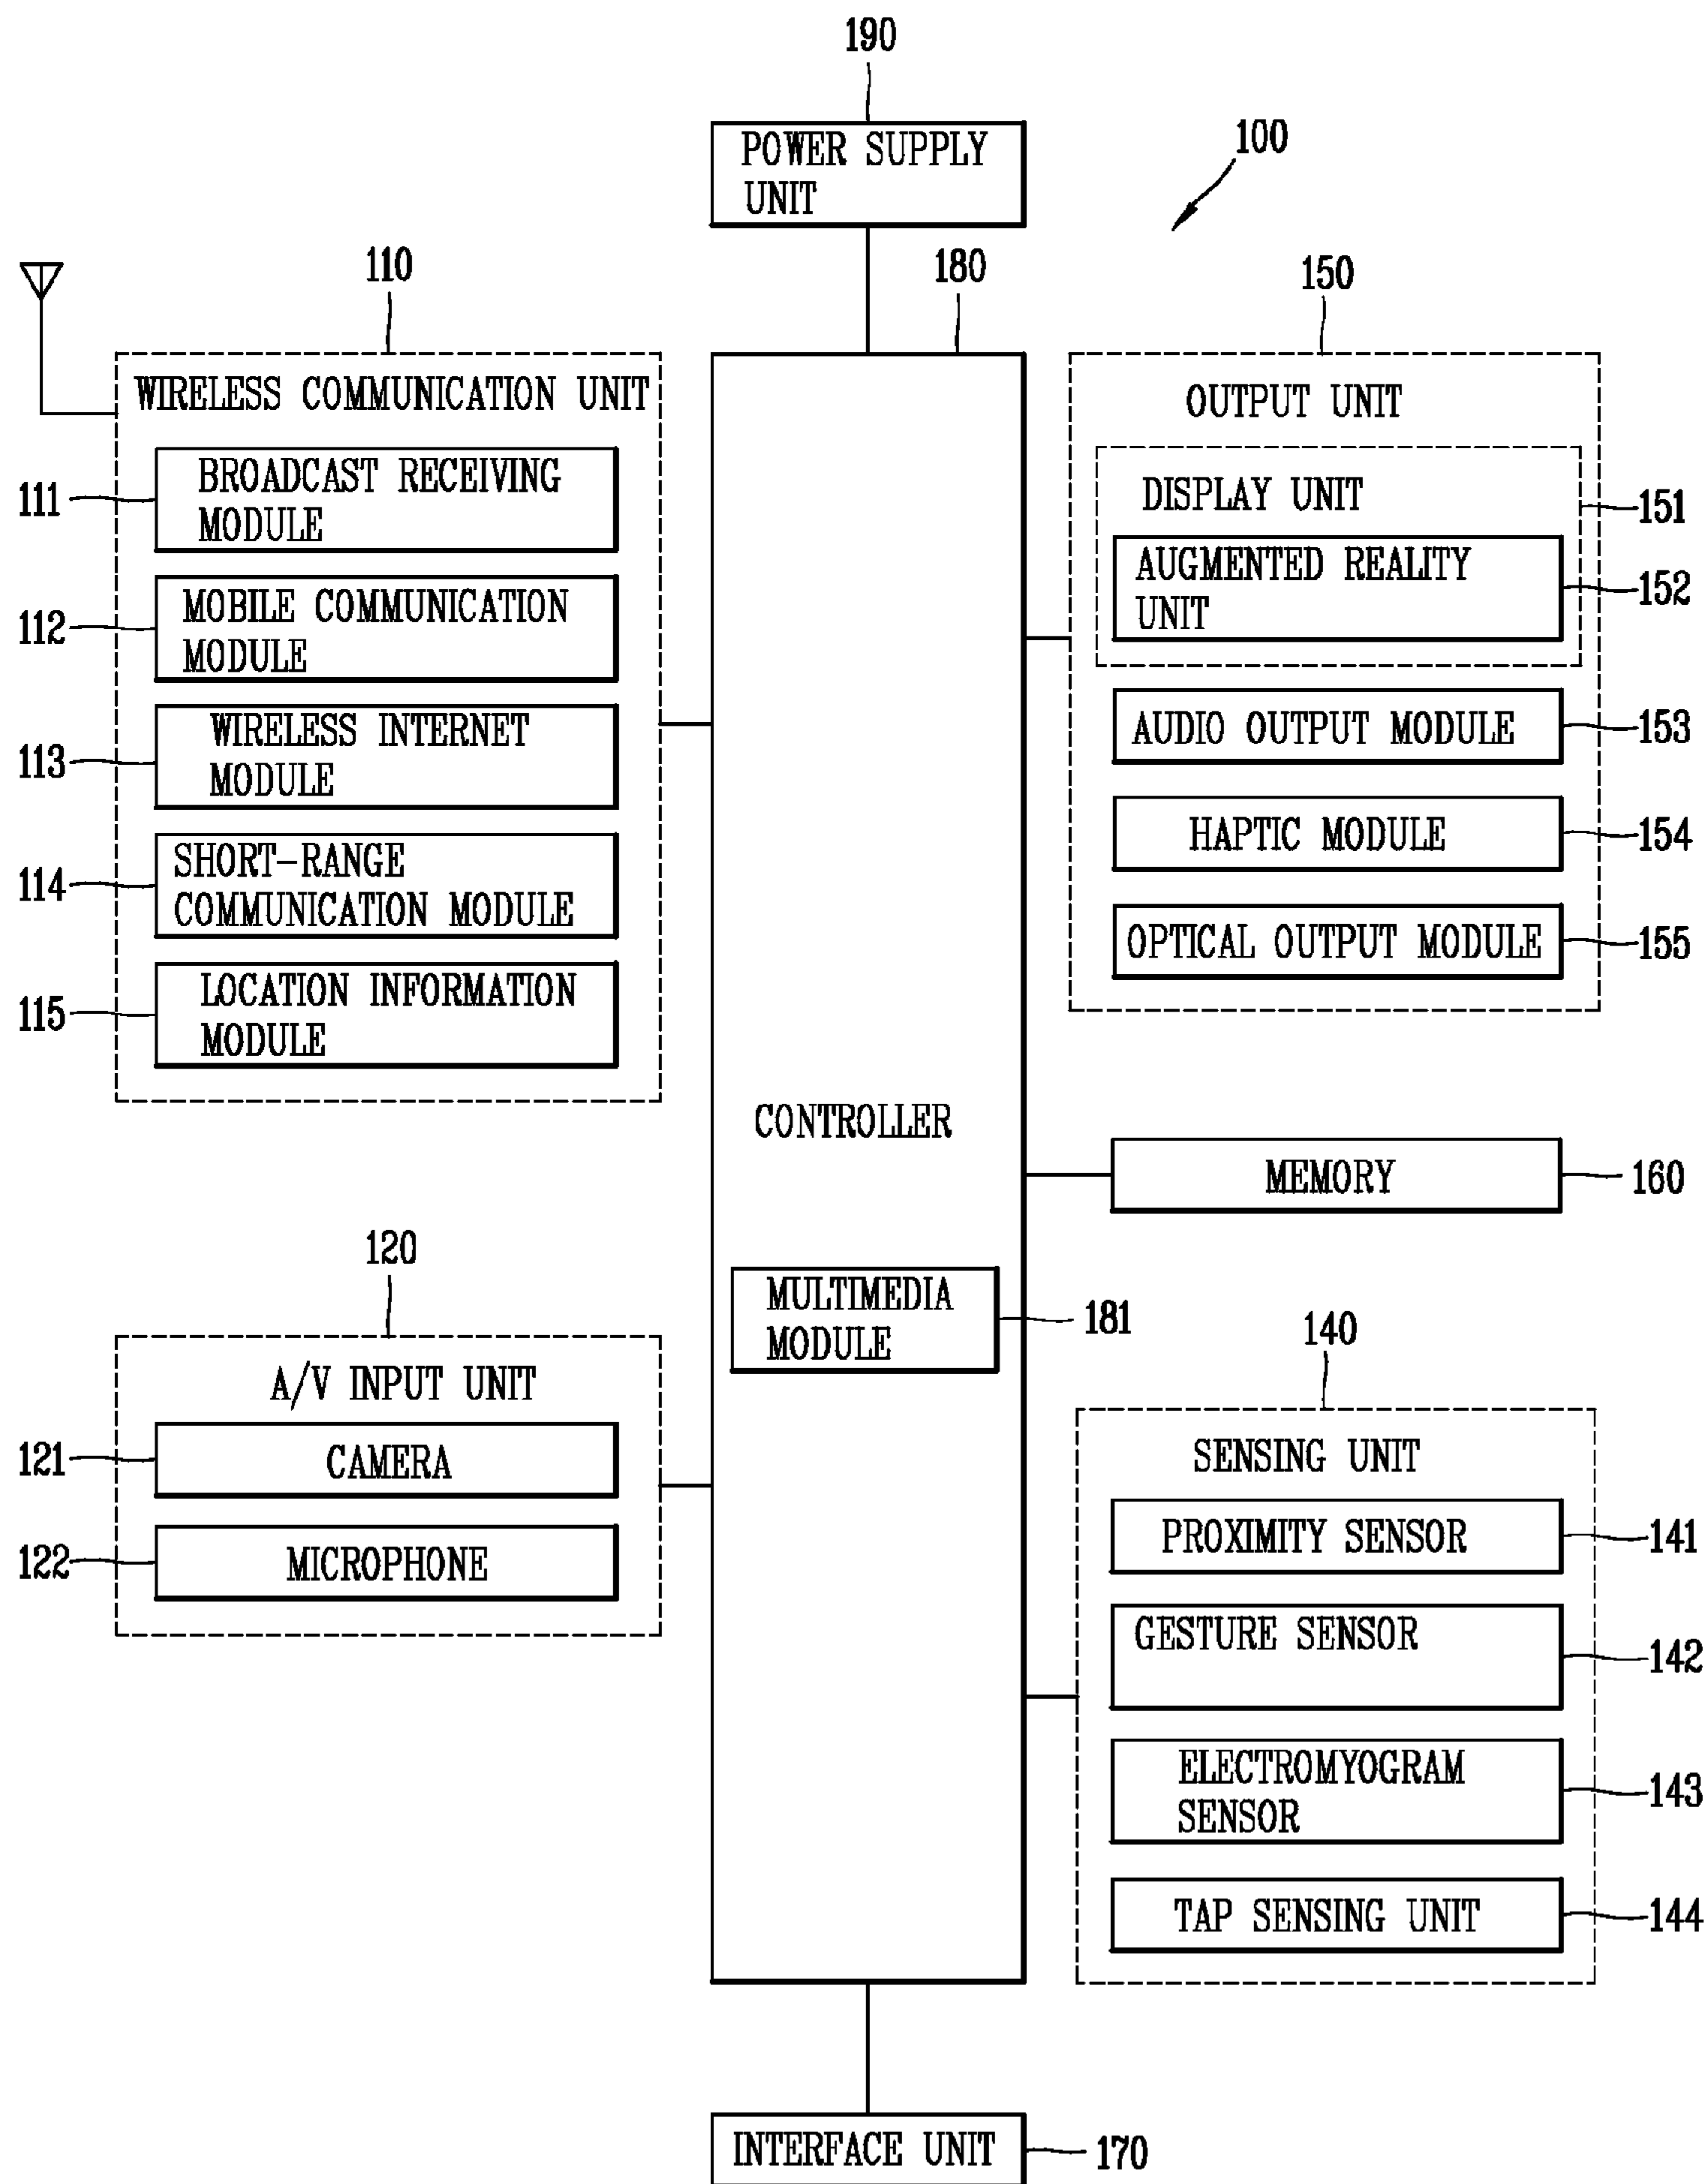 190
POWER SUPPLY
UNIT
100
110
180
150
WIRELESS COMMUNICATION UNIT
111
BROADCAST RECEIVING
MODULE
112
MOBILE COMMUNICATION
MODULE
113
WIRELESS INTERNET
MODULE
114
SHORT-RANGE
COMMUNICATION MODULE
115
LOCATION INFORMATION
MODULE
120
A/V INPUT UNIT
121
CAMERA
122
MICROPHONE
CONTROLLER
MULTIMEDIA
MODULE
181
OUTPUT UNIT
DISPLAY UNIT
151
AUGMENTED REALITY
UNIT
152
AUDIO OUTPUT MODULE
153
HAPTIC MODULE
154
OPTICAL OUTPUT MODULE
155
MEMORY
160
140
SENSING UNIT
PROXIMITY SENSOR
141
GESTURE SENSOR
142
ELECTROMYOGRAM
SENSOR
143
TAP SENSING UNIT
144
INTERFACE UNIT
170